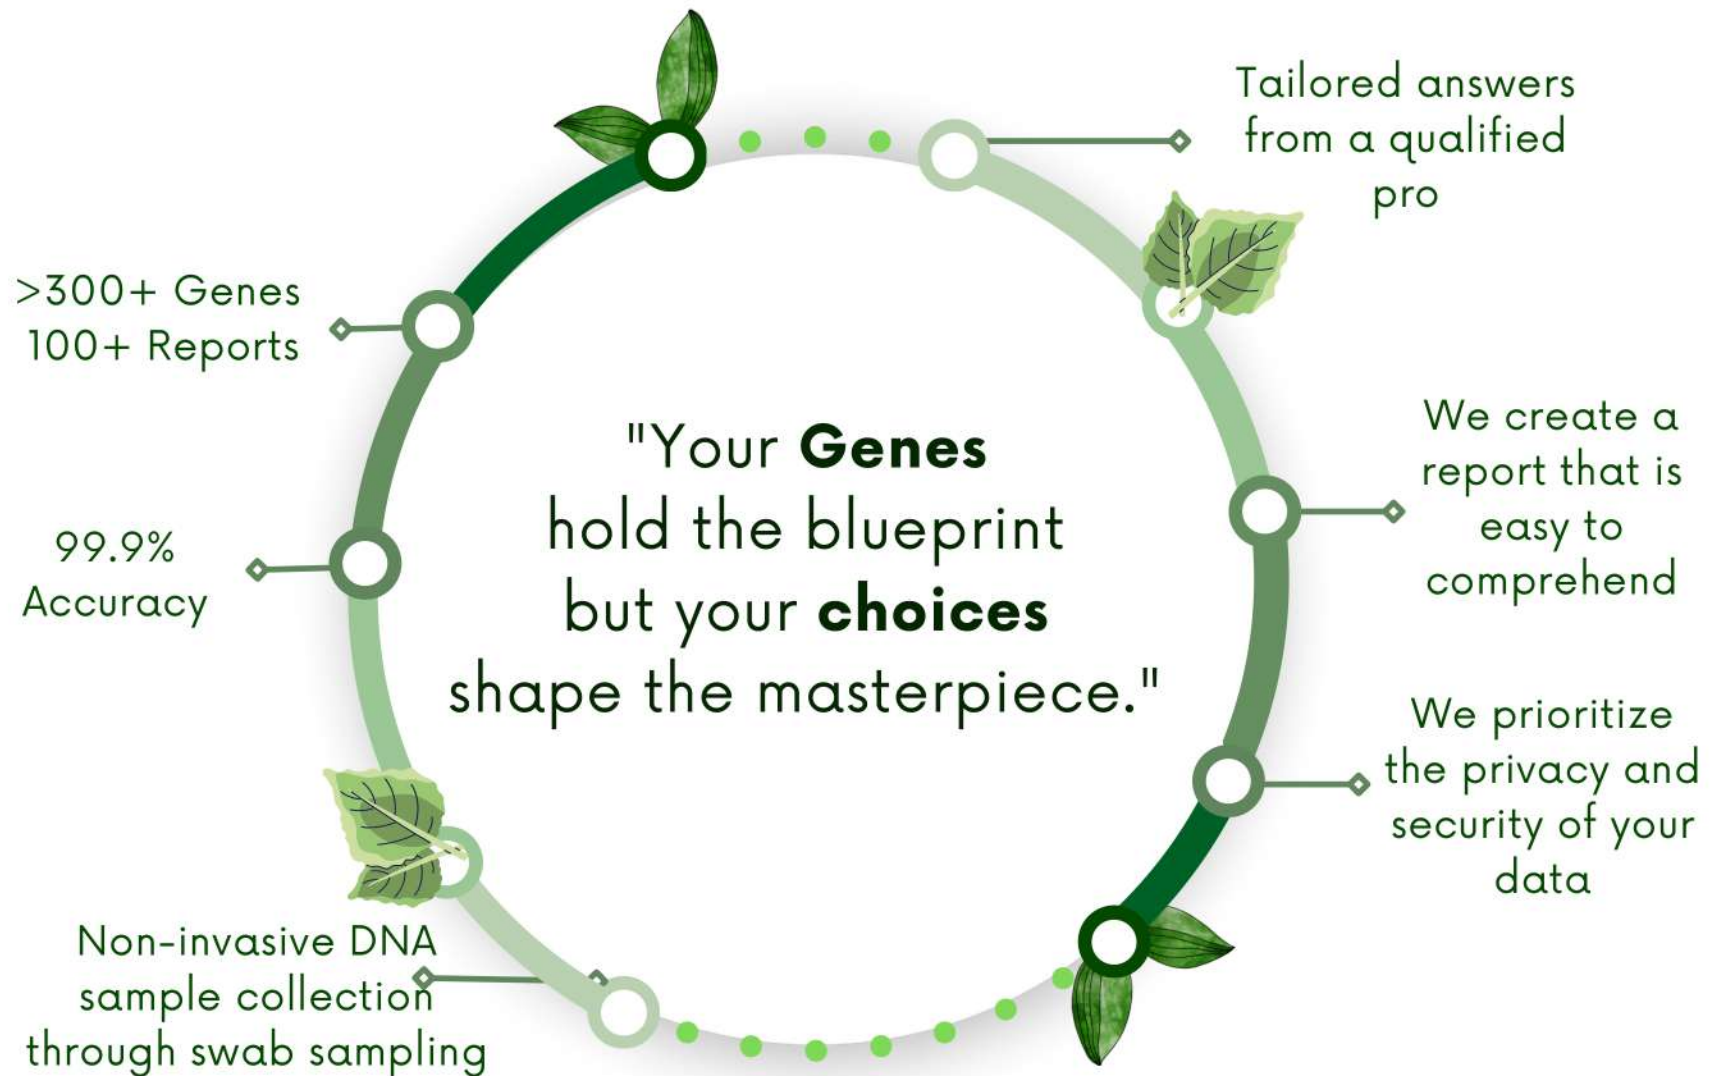 Tailored answers
from a qualified
pro
>300+ Genes
100+ Reports
"Your Genes
hold the blueprint
but your choices
shape the masterpiece."
We create a
report that is
easy to
comprehend
99.9%
Accuracy
We prioritize
the privacy and
security of your
data
Non-invasive DNA
sample collection
through swab sampling